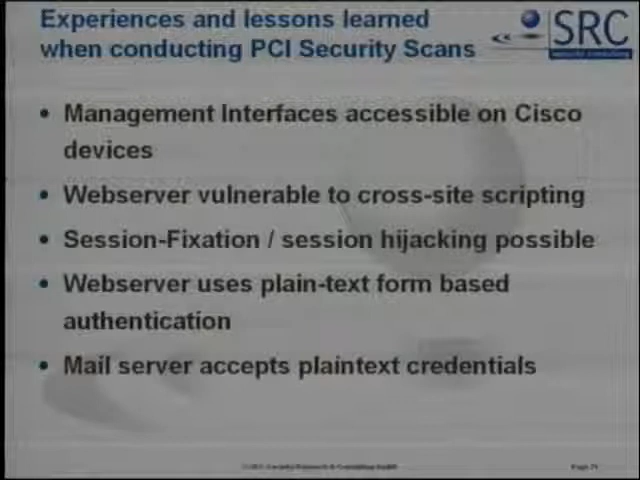 Experiences and lessons learned
when conducting PCI Security Scans
SRC
• Management Interfaces accessible on Cisco
devices
• Webserver vulnerable to cross-site scripting
• Session-Fixation / session hijacking possible
• Webserver uses plain-text form based
authentication
• Mail server accepts plaintext credentials